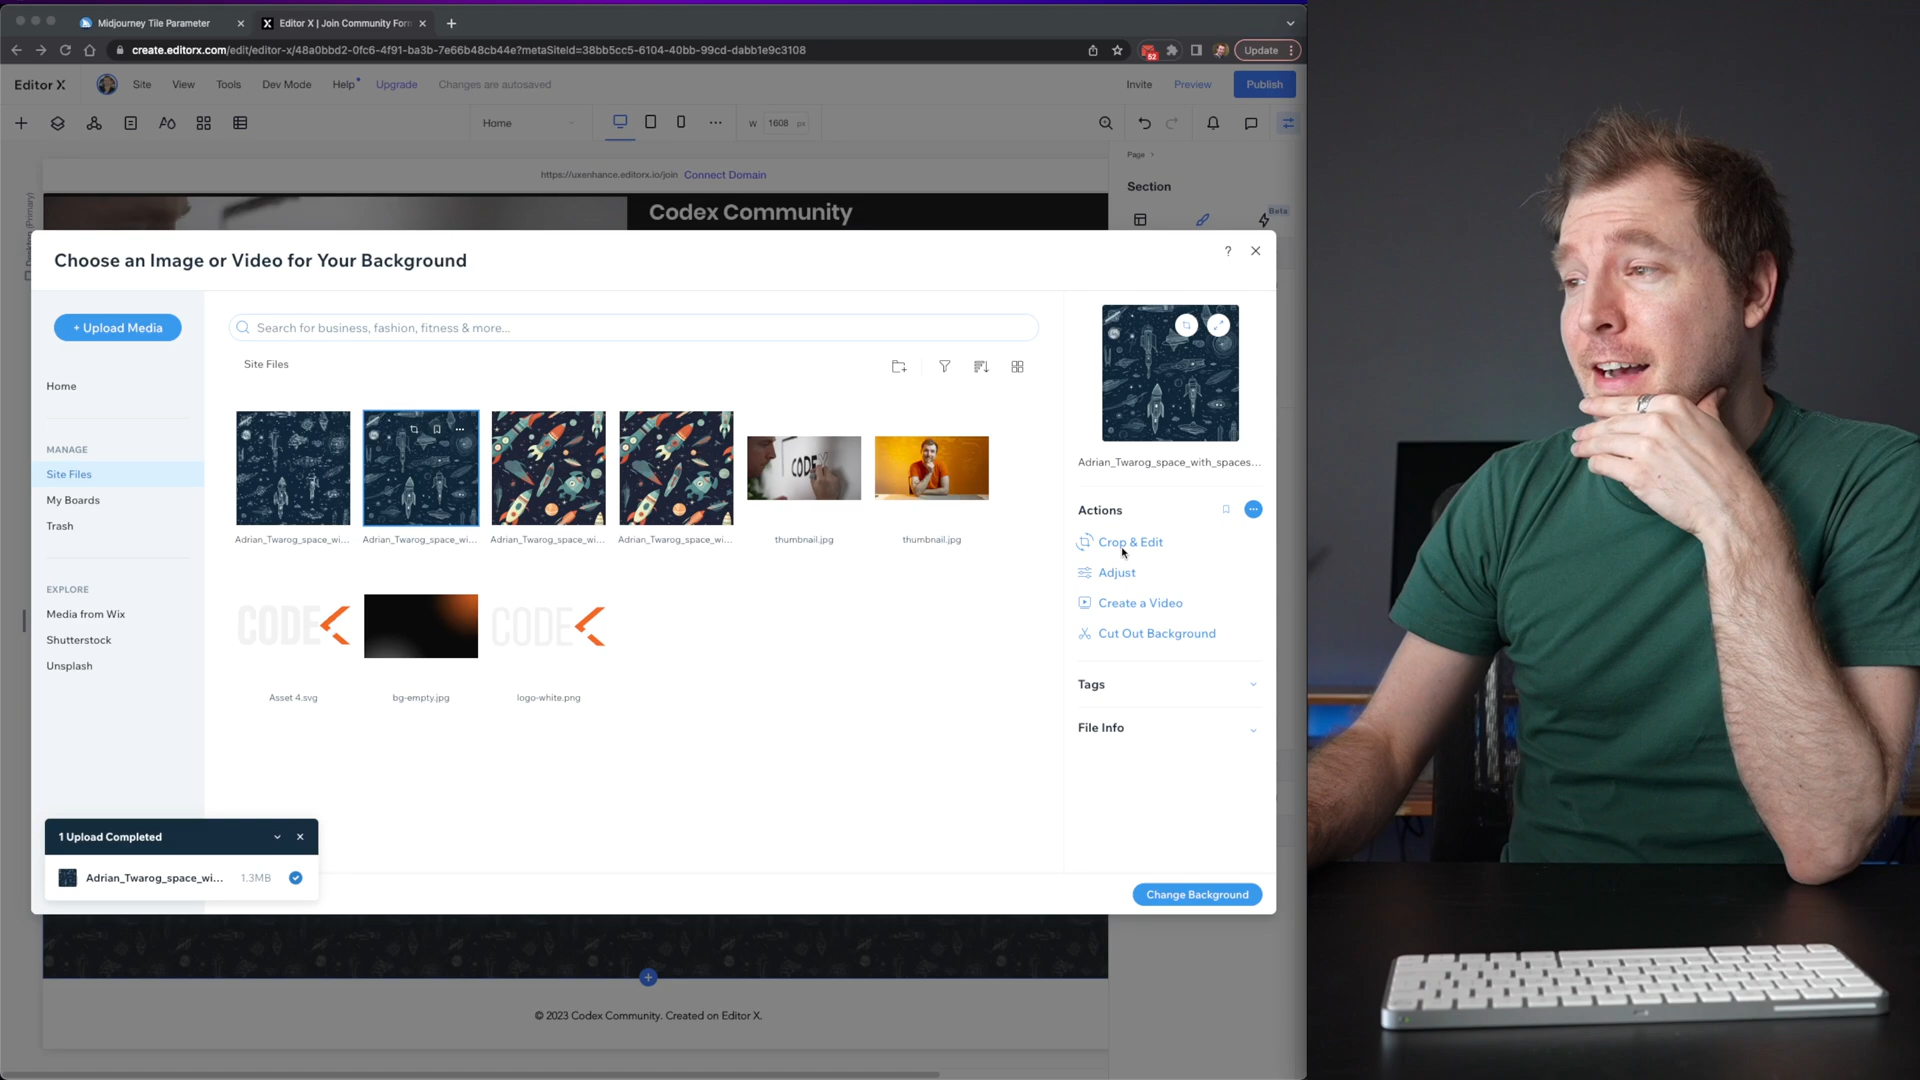 Midjourney Tile Parameter
Editor X | Join Community For
create.editorx.com/edit/editor-x/48a0bbd2-0fc6-4f91-ba3b-7e66b48cb44e?metaSiteId=38bb5cc5-6104-40bb-99cd-dabb1e9c3108
52
Update
Editor X
Site
View
Tools
Dev Mode
Help
Upgrade
Changes are autosaved
Invite
Preview
Publish
Home
W 1608 px
Page
https://uxenhance.editorx.io/join Connect Domain
Section
Beta
(Primary)
Codex Community
Choose an Image or Video for Your Background
?
+ Upload Media
Search for business, fashion, fitness & more...
Site Files
Home
MANAGE
Site Files
My Boards
Trash
EXPLORE
Media from Wix
Shutterstock
Unsplash
CODE
Adrian_Twarog_space_wi...
Adrian_Twarog_space_wi...
Adrian_Twarog_space_wi...
Adrian_Twarog_space_wi...
thumbnail.jpg
thumbnail.jpg
CODE
CODE
Asset 4.svg
bg-empty.jpg
logo-white.png
Adrian_Twarog_space_with_spaces...
Actions
Crop & Edit
Adjust
Create a Video
Cut Out Background
Tags
File Info
1 Upload Completed
Adrian_Twarog_space_wi...
1.3MB
Change Background
© 2023 Codex Community. Created on Editor X.